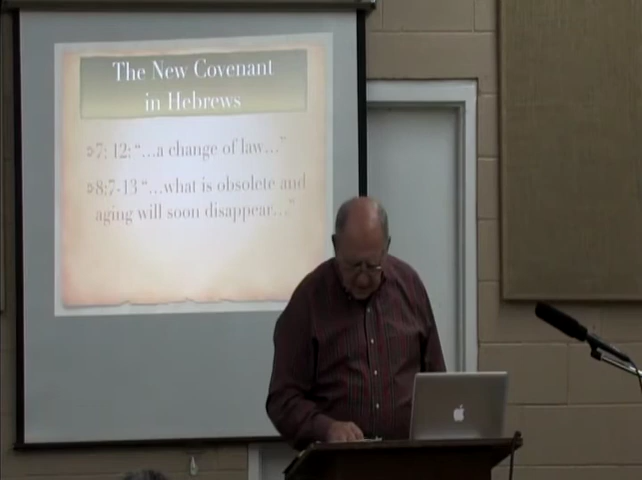 The New Covenant
in Hebrews
7: 12: “...a change of law...”
8:7-13 “...what is obsolete and
aging will soon disappear...”